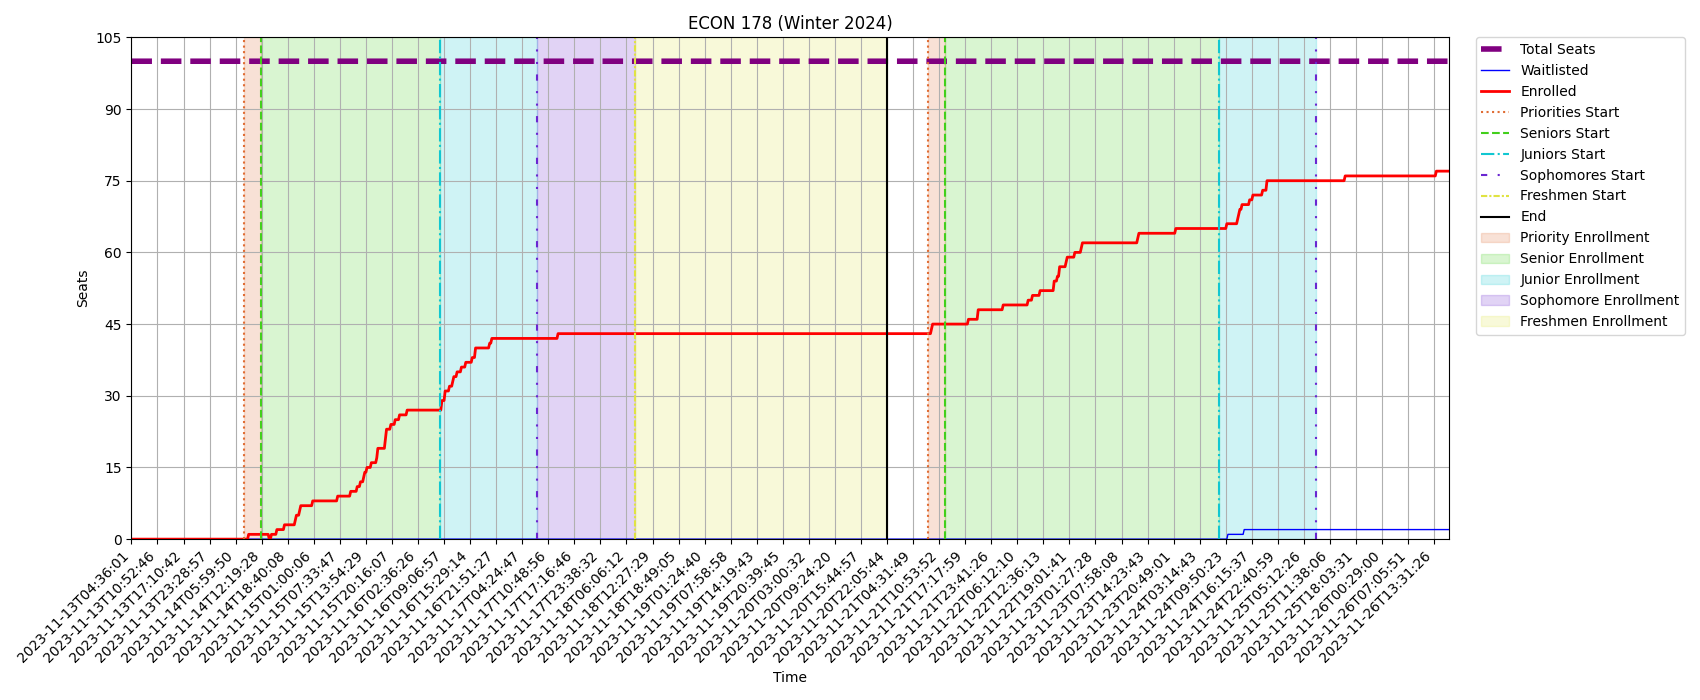 ECON 178 (Winter 2024)
105
90
75
60
45
30
15
0
Seats
2023-11-13T04:36:01
2023-11-13T10:52:46
2023-11-13T17:10:42
2023-11-13T23:28:57
2023-11-14T05:59:50
2023-11-14T12:19:28
2023-11-14T18:40:08
2023-11-15T01:00:06
2023-11-15T07:33:47
2023-11-15T13:54:29
2023-11-15T20:16:07
2023-11-16T02:36:26
2023-11-16T09:06:57
2023-11-16T15:29:14
2023-11-16T21:51:27
2023-11-17T04:24:47
2023-11-17T10:48:56
2023-11-17T17:16:46
2023-11-17T23:38:32
2023-11-18T06:06:12
2023-11-18T12:27:29
2023-11-18T18:49:05
2023-11-19T01:24:40
2023-11-19T07:58:58
2023-11-19T14:19:43
2023-11-19T20:39:45
2023-11-20T03:00:32
2023-11-20T09:24:20
2023-11-20T15:44:57
2023-11-20T22:05:44
2023-11-21T04:31:49
2023-11-21T10:53:52
2023-11-21T17:17:59
2023-11-21T23:41:26
2023-11-22T06:12:10
2023-11-22T12:36:13
2023-11-22T19:01:41
2023-11-23T01:27:28
2023-11-23T07:58:08
2023-11-23T14:23:43
2023-11-23T20:49:01
2023-11-24T03:14:43
2023-11-24T09:50:23
2023-11-24T16:15:37
2023-11-24T22:40:59
2023-11-25T05:12:26
2023-11-25T11:38:06
2023-11-25T18:03:31
2023-11-26T00:29:00
2023-11-26T07:05:51
2023-11-26T13:31:26
Time
Total Seats
Waitlisted
Enrolled
Priorities Start
Seniors Start
Juniors Start
Sophomores Start
Freshmen Start
End
Priority Enrollment
Senior Enrollment
Junior Enrollment
Sophomore Enrollment
Freshmen Enrollment